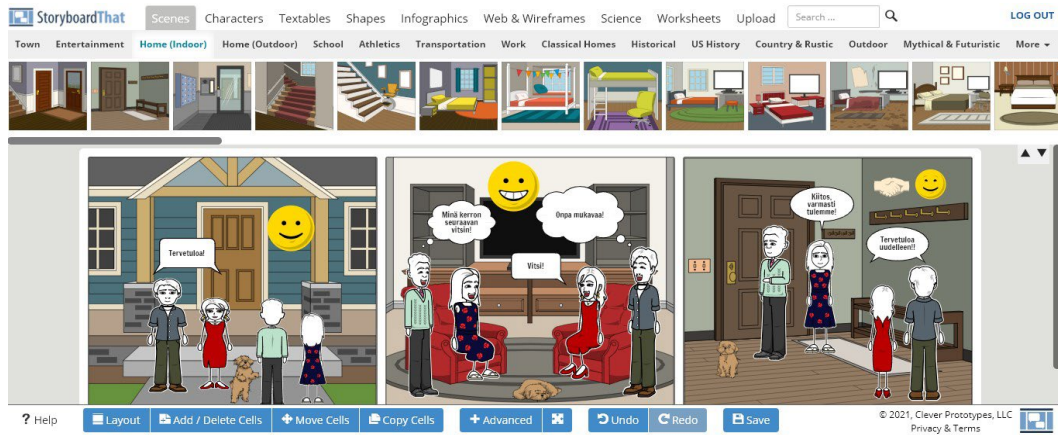 StoryboardThat
Scenes Characters Textables Shapes Infographics Web & Wireframes Science Worksheets Upload Search ... LOG OUT
Town Entertainment Home (Indoor) Home (Outdoor) School Athletics Transportation Work Classical Homes Historical US History Country & Rustic Outdoor Mythical & Futuristic More
Tervetuloa!
Minä kerron
seuraavan
vitsin!
Onpa mukavaa!
Vitsi!
Kiitos,
varmasti
tulemme!
Tervetuloa
uudelleen!!
? Help Layout Add / Delete Cells Move Cells Copy Cells + Advanced Undo Redo Save
© 2021, Clever Prototypes, LLC
Privacy & Terms